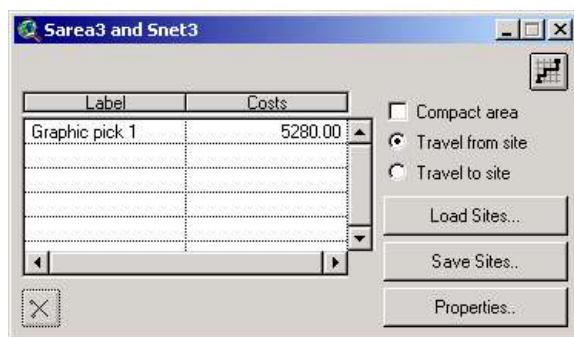 Sarea3 and Snet3
Label Costs
Graphic pick 1 5280.00
Compact area
Travel from site
Travel to site
Load Sites...
Save Sites..
Properties..